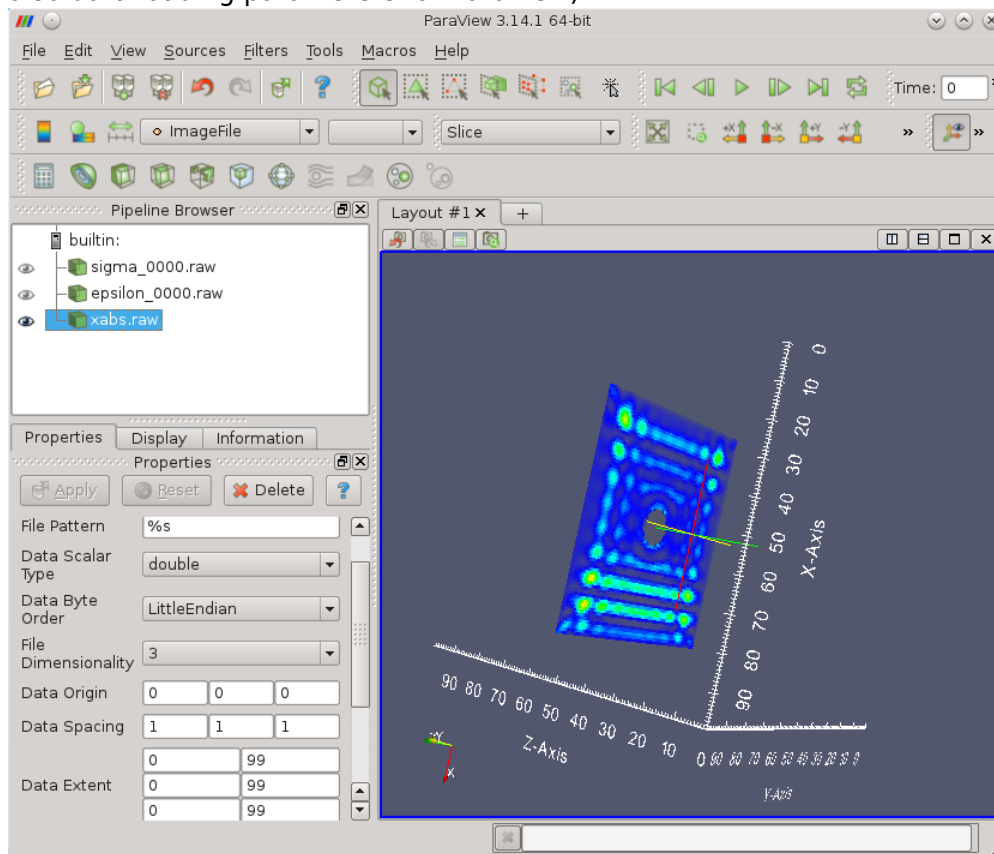 ParaView 3.14.1 64-bit
File Edit View Sources Filters Tools Macros Help
Time: 0
ImageFile
Slice
+X -X +Y -Y
»
»
Pipeline Browser
builtin:
sigma_0000.raw
epsilon_0000.raw
xabs.raw
Properties Display Information
Properties
Apply Reset Delete ?
File Pattern %s
Data Scalar Type double
Data Byte Order LittleEndian
File Dimensionality 3
Data Origin 0 0 0
Data Spacing 1 1 1
Data Extent
0 99
0 99
0 99
Layout #1 X +
0
10
20
30
40
50
60
70
80
90
X-Axis
90 80 70 60 50 40 30 20 10 0
Z-Axis
Y-Axis
X